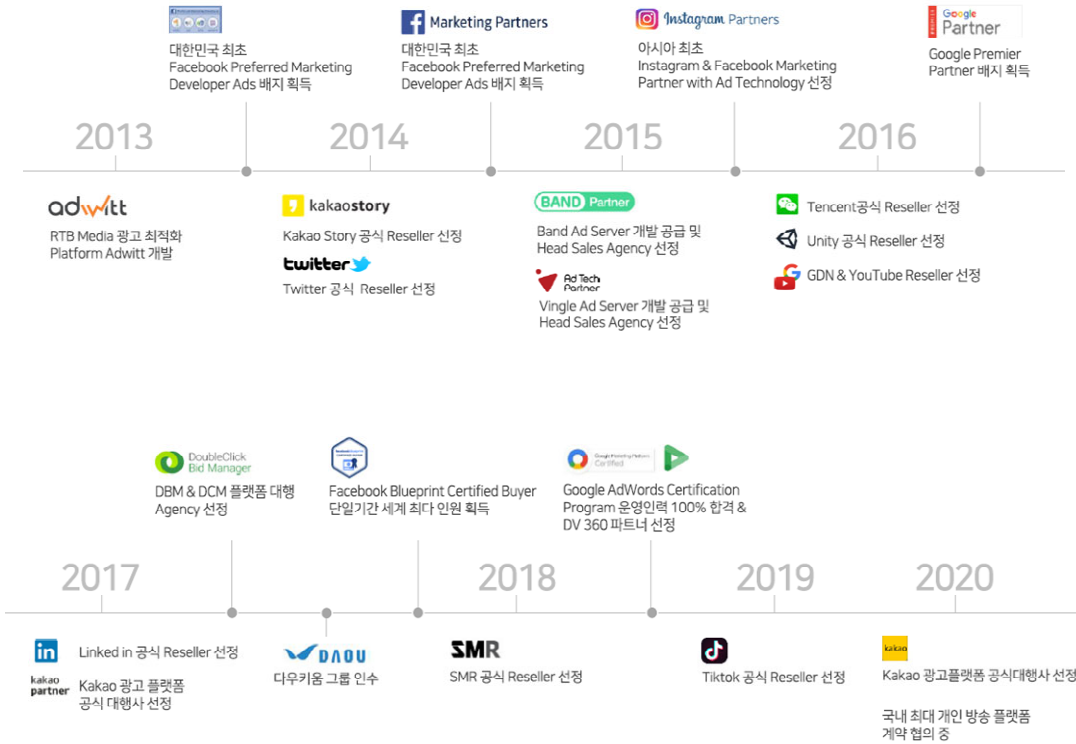 Marketing Partners
Instagram Partners
Google
Partner
대한민국 최초
Facebook Preferred Marketing
Developer Ads 배지 획득
대한민국 최초
Facebook Preferred Marketing
Developer Ads 배지 획득
아시아 최초
Instagram & Facebook Marketing
Partner with Ad Technology 선정
Google Premier
Partner 배지 획득
2013
2014
2015
2016
adwitt
RTB Media 광고 최적화
Platform Adwitt 개발
kakaostory
Kakao Story 공식 Reseller 선정
twitter
Twitter 공식 Reseller 선정
BAND Partner
Band Ad Server 개발 공급 및
Head Sales Agency 선정
Ad Tech
Partner
Vingle Ad Server 개발 공급 및
Head Sales Agency 선정
Tencent공식 Reseller 선정
Unity 공식 Reseller 선정
GDN & YouTube Reseller 선정
DoubleClick
Bid Manager
DBM & DCM 플랫폼 대행
Agency 선정
Facebook Blueprint Certified Buyer
단일기간 세계 최다 인원 획득
Google Marketing Platform
Certified
Google AdWords Certification
Program 운영인력 100% 합격 &
DV 360 파트너 선정
2017
2018
2019
2020
in
Linked in 공식 Reseller 선정
kakao
partner
Kakao 광고 플랫폼
공식 대행사 선정
DAOU
다우키움 그룹 인수
SMR
SMR 공식 Reseller 선정
Tiktok 공식 Reseller 선정
kakao
Kakao 광고플랫폼 공식대행사 선정
국내 최대 개인 방송 플랫폼
계약 협의 중